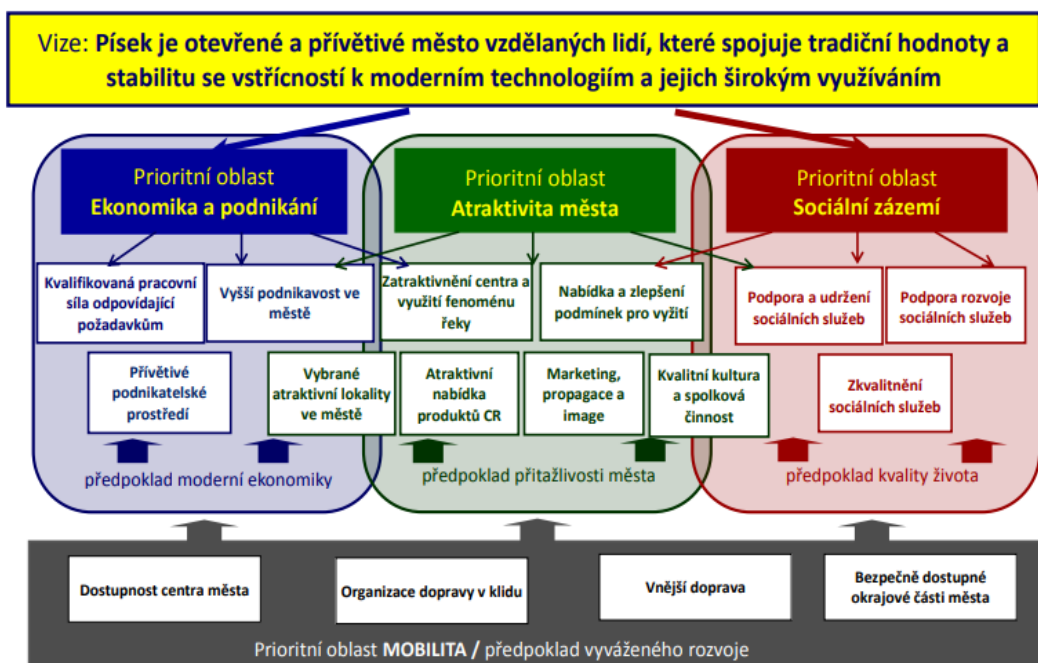 Vize: Písek je otevřené a přívětivé město vzdělaných lidí, které spojuje tradiční hodnoty a
stabilitu se vstřícností k moderním technologiím a jejich širokým využíváním
Prioritní oblast
Ekonomika a podnikání
Prioritní oblast
Atraktivita města
Prioritní oblast
Sociální zázemí
Kvalifikovaná pracovní
síla odpovídající
požadavkům
Vyšší podnikavost ve
městě
Zatraktivnění centra a
využití fenoménu
řeky
Nabídka a zlepšení
podmínek pro vyžití
Podpora a udržení
sociálních služeb
Podpora rozvoje
sociálních služeb
Přívětivé
podnikatelské
prostředí
Vybrané
atraktivní lokality
ve městě
Atraktivní
nabídka
produktů CR
Marketing,
propagace a
image
Kvalitní kultura
a spolková
činnost
Zkvalitnění
sociálních služeb
předpoklad moderní ekonomiky
předpoklad přitažlivosti města
předpoklad kvality života
Dostupnost centra města
Organizace dopravy v klidu
Vnější doprava
Bezpečně dostupné
okrajové části města
Prioritní oblast MOBILITA / předpoklad vyváženého rozvoje